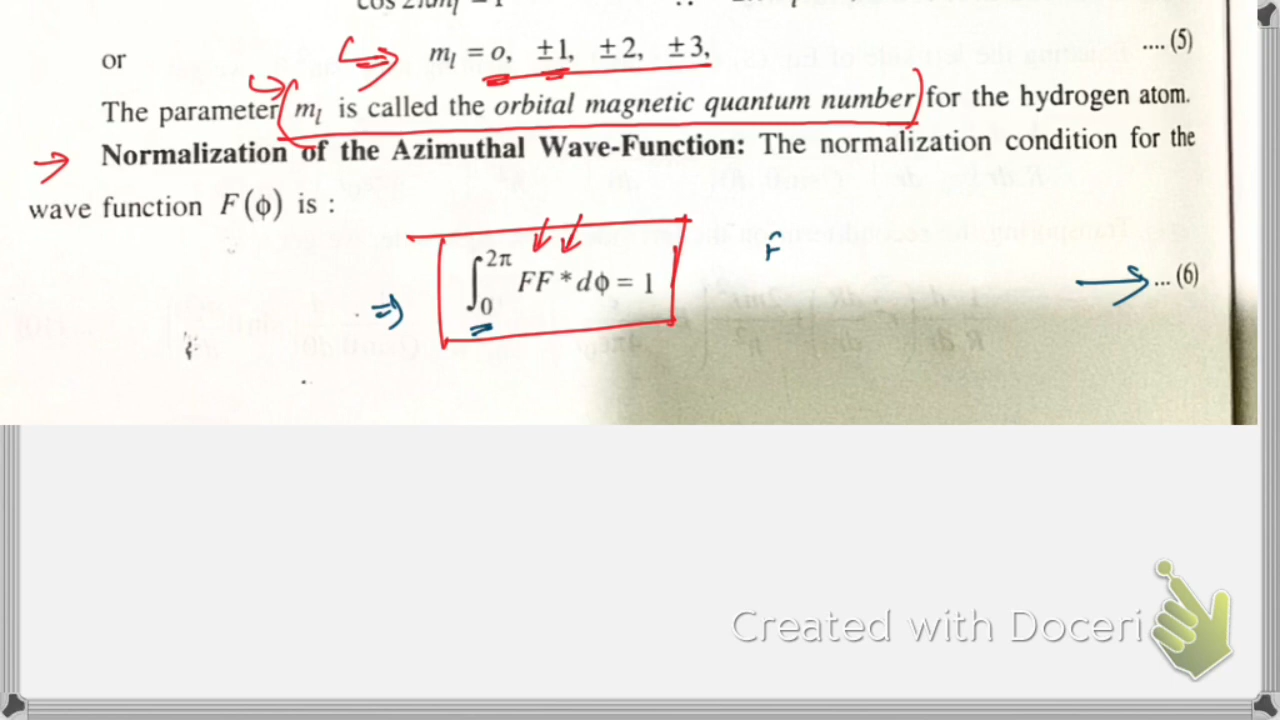 or m_l = 0, ±1, ±2, ±3, .... (5)
The parameter m_l is called the orbital magnetic quantum number for the hydrogen atom.
Normalization of the Azimuthal Wave-Function: The normalization condition for the
wave function F(ϕ) is :
F
∫₀^{2π} FF * dϕ = 1 ... (6)
Created with Doceri